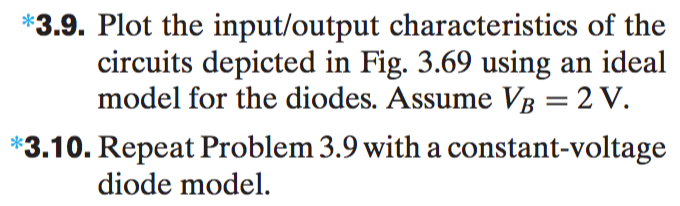 *3.9. Plot the input/output characteristics of the
circuits depicted in Fig. 3.69 using an ideal
model for the diodes. Assume V_B = 2 V.
*3.10. Repeat Problem 3.9 with a constant-voltage
diode model.